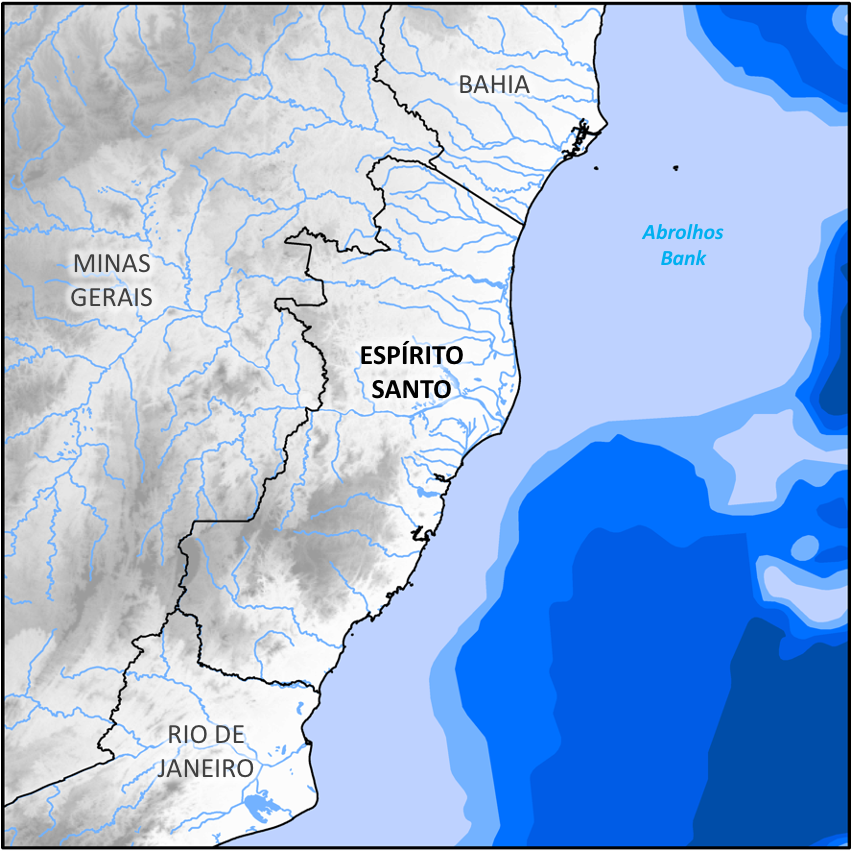 BAHIA
Abrolhos
Bank
MINAS
GERAIS
ESPÍRITO
SANTO
RIO DE
JANEIRO